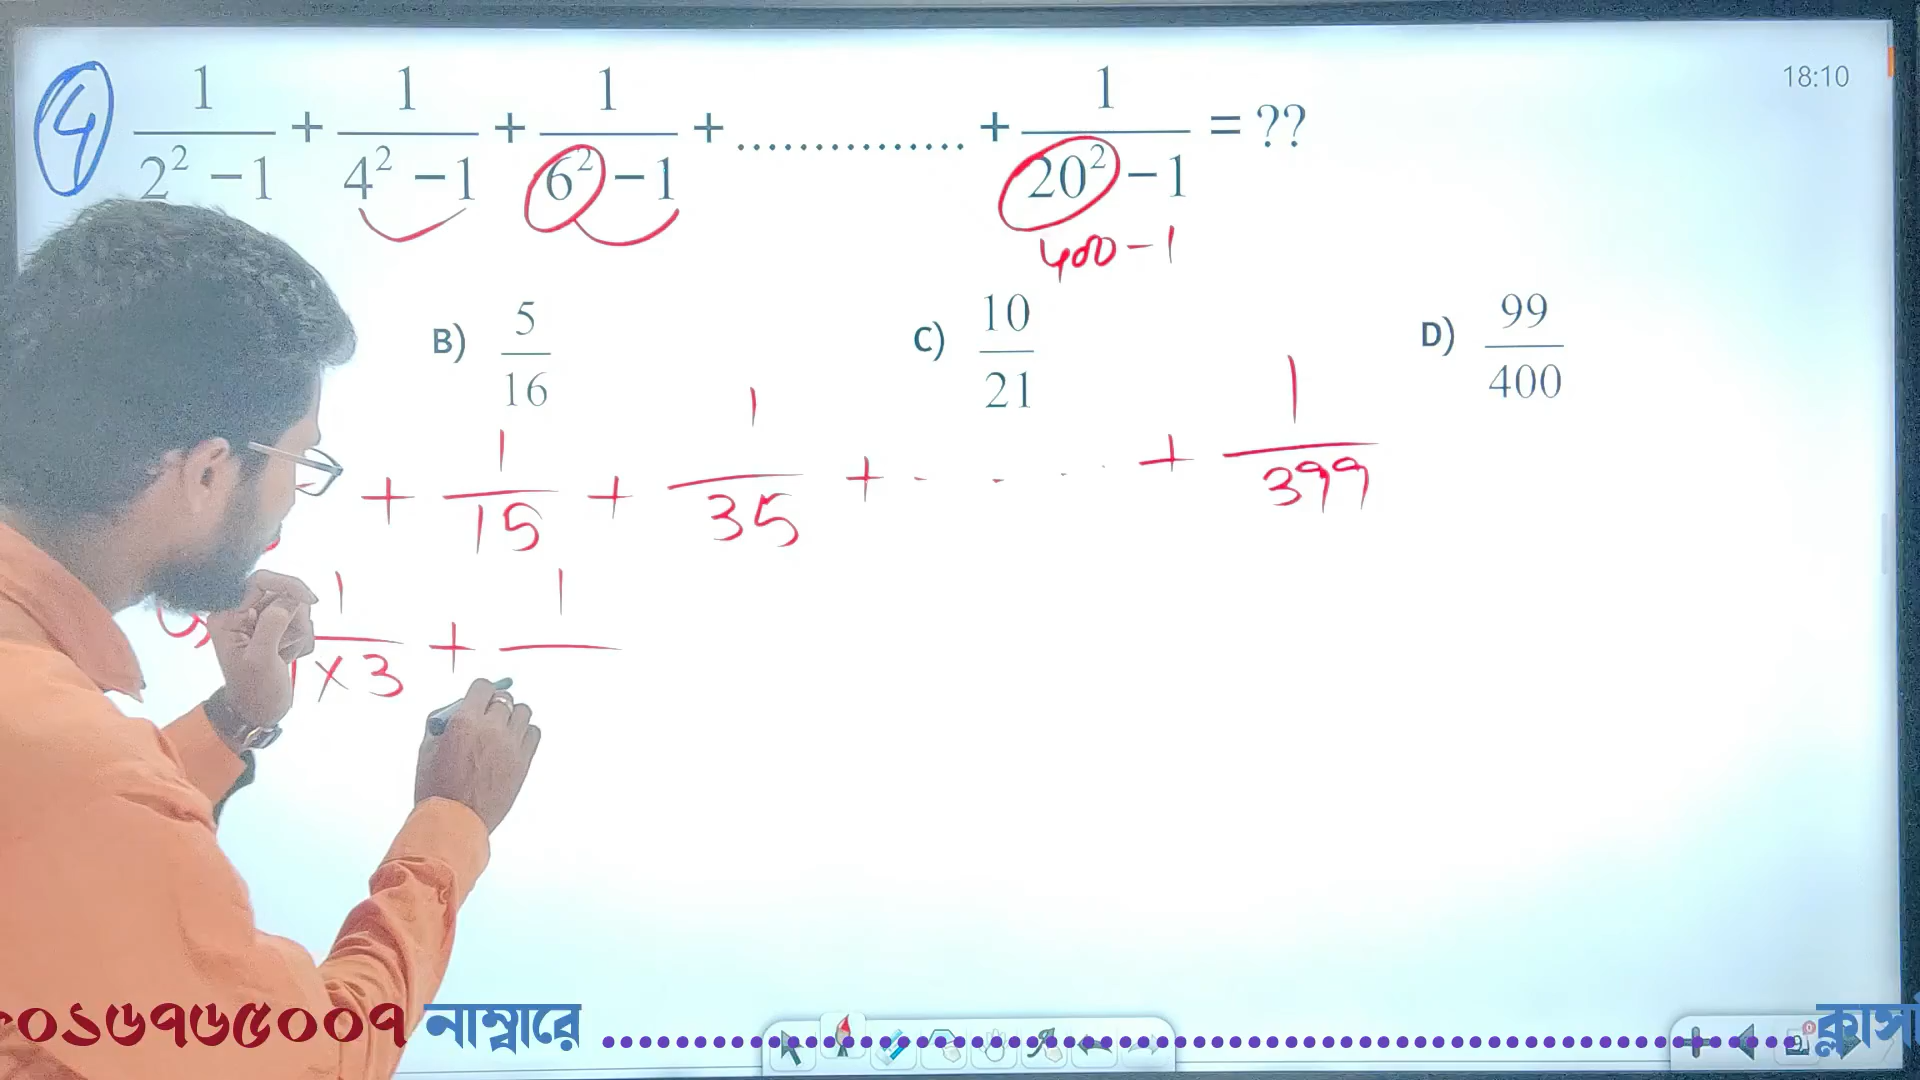 18:10
4 1/(2² − 1) + 1/(4² − 1) + 1/(6² − 1) + ............... + 1/(20² − 1) = ??
400 − 1
B) 5/16 C) 10/21 D) 99/400
+ 1/15 + 1/35 + - - - + 1/399
1/(1×3) + 1
০১৬৭৬৫০০৭ নাম্বারে ........................................................ ক্লাস